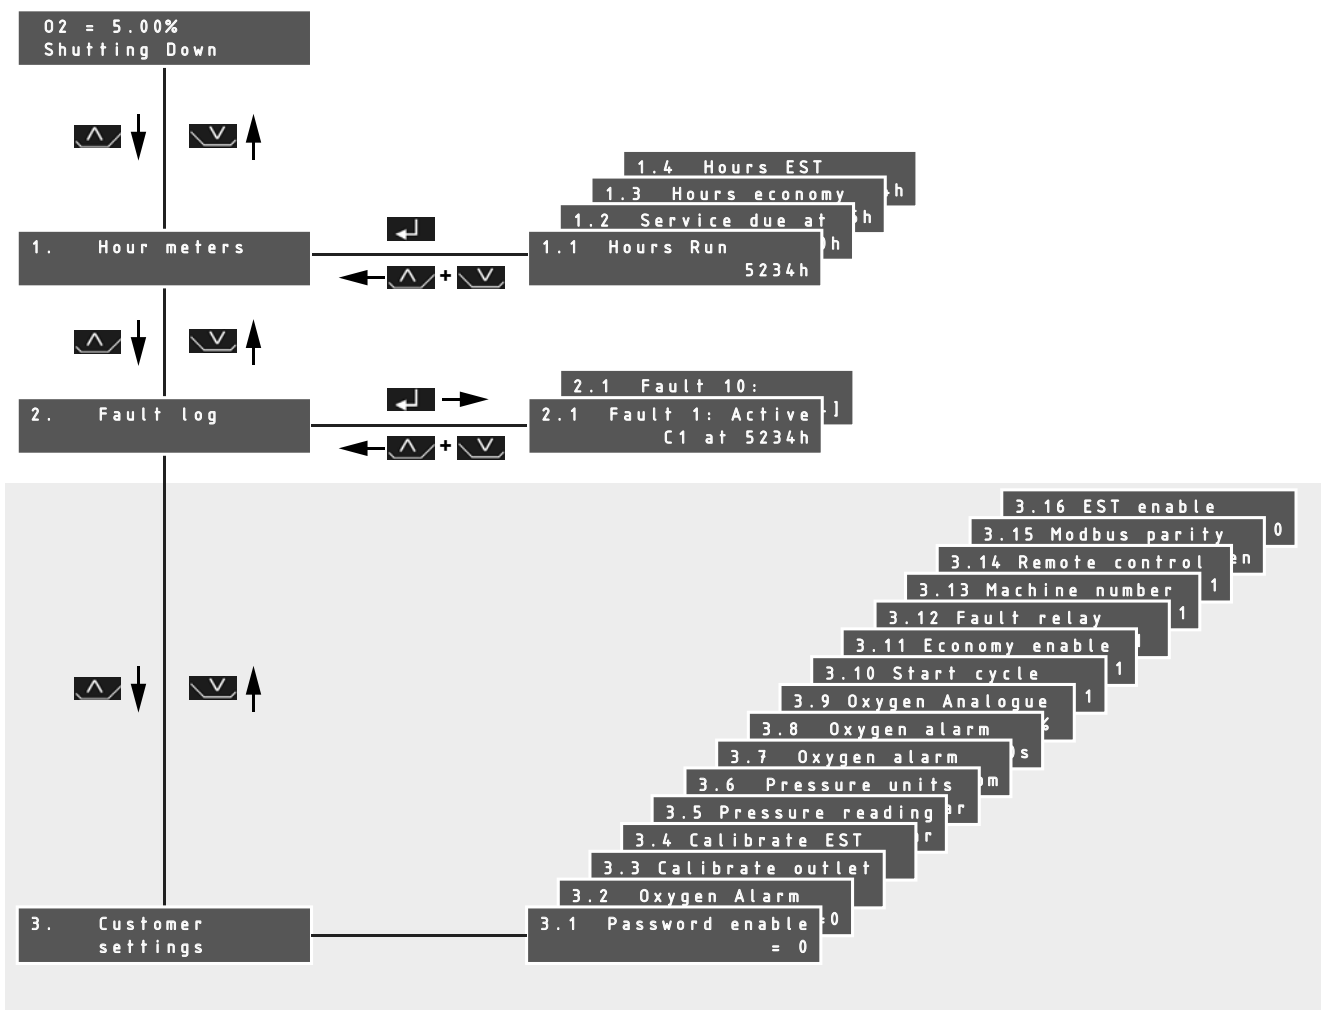 O2 = 5.00%
Shutting Down
1.4 Hours EST
h
1.3 Hours economy
h
1.2 Service due at
h
1. Hour meters
1.1 Hours Run
5234h
+
2.1 Fault 10:
.]
2. Fault log
2.1 Fault 1: Active
C1 at 5234h
+
3.16 EST enable
0
3.15 Modbus parity
en
3.14 Remote control
1
3.13 Machine number
1
3.12 Fault relay
3.11 Economy enable
1
3.10 Start cycle
1
3.9 Oxygen Analogue
%
3.8 Oxygen alarm
s
3.7 Oxygen alarm
m
3.6 Pressure units
ar
3.5 Pressure reading
r
3.4 Calibrate EST
3.3 Calibrate outlet
3.2 Oxygen Alarm
=0
3. Customer
settings
3.1 Password enable
= 0